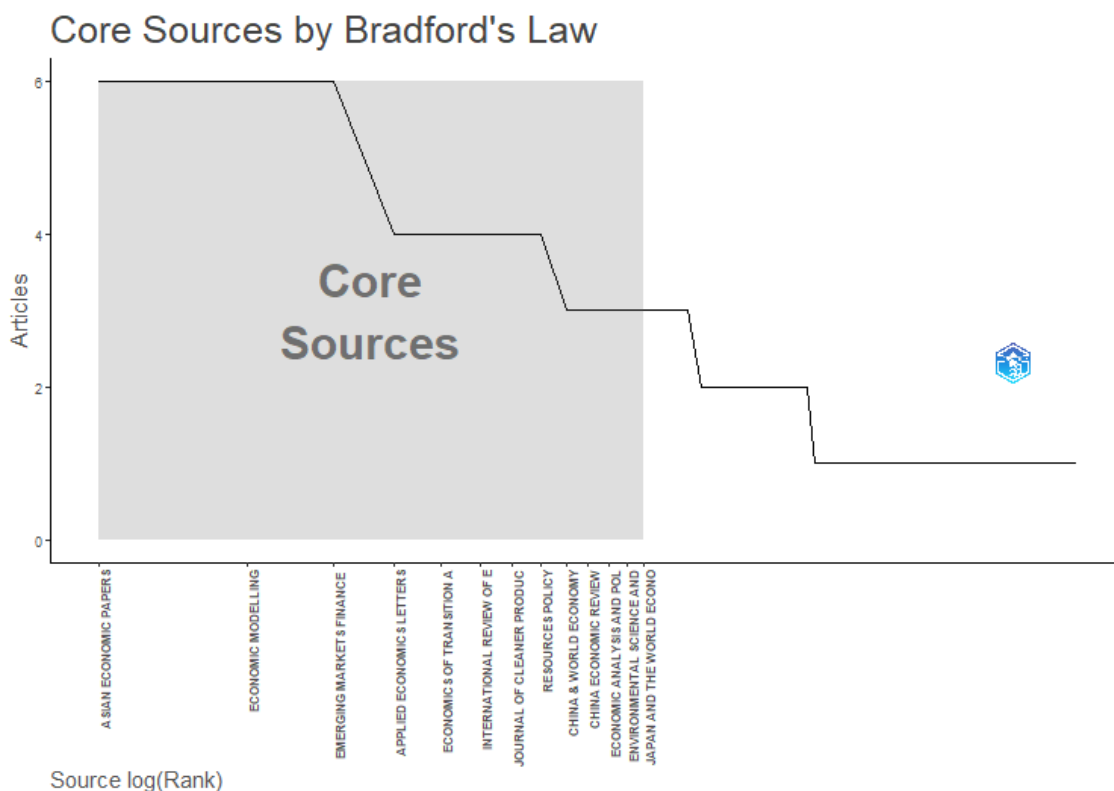 Core Sources by Bradford's Law
Articles
6
4
2
0
Core
Sources
ASIAN ECONOMIC PAPERS
ECONOMIC MODELLING
EMERGING MARKETS FINANCE
APPLIED ECONOMICS LETTERS
ECONOMICS OF TRANSITION A
INTERNATIONAL REVIEW OF E
JOURNAL OF CLEANER PRODUC
RESOURCES POLICY
CHINA & WORLD ECONOMY
CHINA ECONOMIC REVIEW
ECONOMIC ANALYSIS AND POL
ENVIRONMENTAL SCIENCE AND
JAPAN AND THE WORLD ECONO
Source log(Rank)